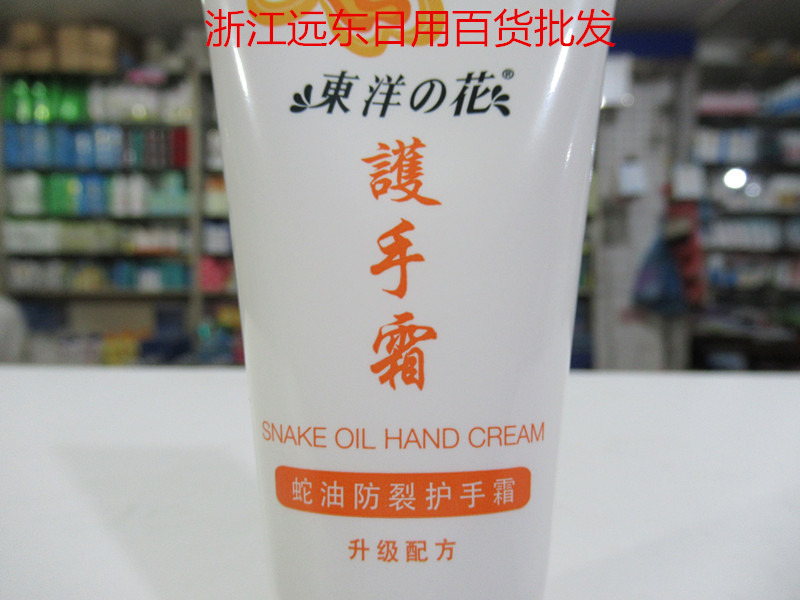 浙江远东日用百货批发
東洋の花®
護手霜
SNAKE OIL HAND CREAM
蛇油防裂护手霜
升级配方